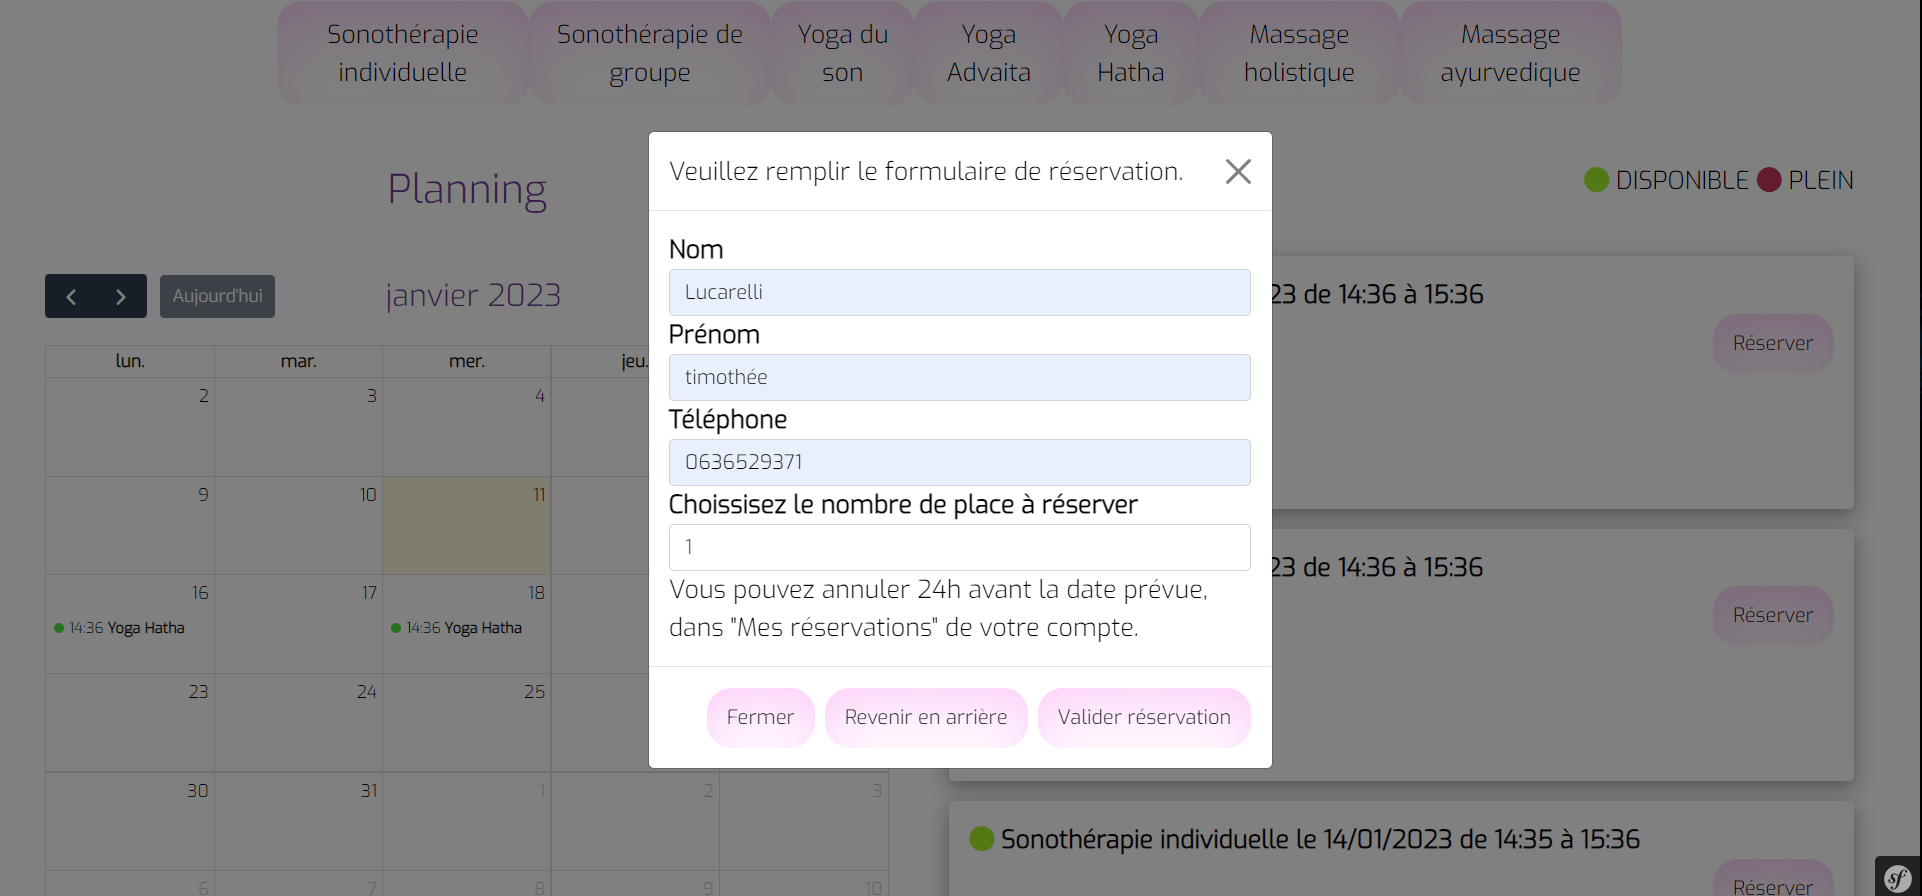 Sonothérapie
individuelle
Sonothérapie de
groupe
Yoga du
son
Yoga
Advaita
Yoga
Hatha
Massage
holistique
Massage
ayurvedique
Planning
DISPONIBLE PLEIN
Aujourd'hui
janvier 2023
lun. mar. mer. jeu.
2 3 4
9 10 11
16 17 18
14:36 Yoga Hatha 14:36 Yoga Hatha
23 24 25
30 31 1 2 3
6 7 8 9 10
Veuillez remplir le formulaire de réservation.
Nom
Lucarelli
Prénom
timothée
Téléphone
0636529371
Choissisez le nombre de place à réserver
1
Vous pouvez annuler 24h avant la date prévue,
dans "Mes réservations" de votre compte.
Fermer Revenir en arrière Valider réservation
23 de 14:36 à 15:36
Réserver
23 de 14:36 à 15:36
Réserver
Sonothérapie individuelle le 14/01/2023 de 14:35 à 15:36
Réserver
sf